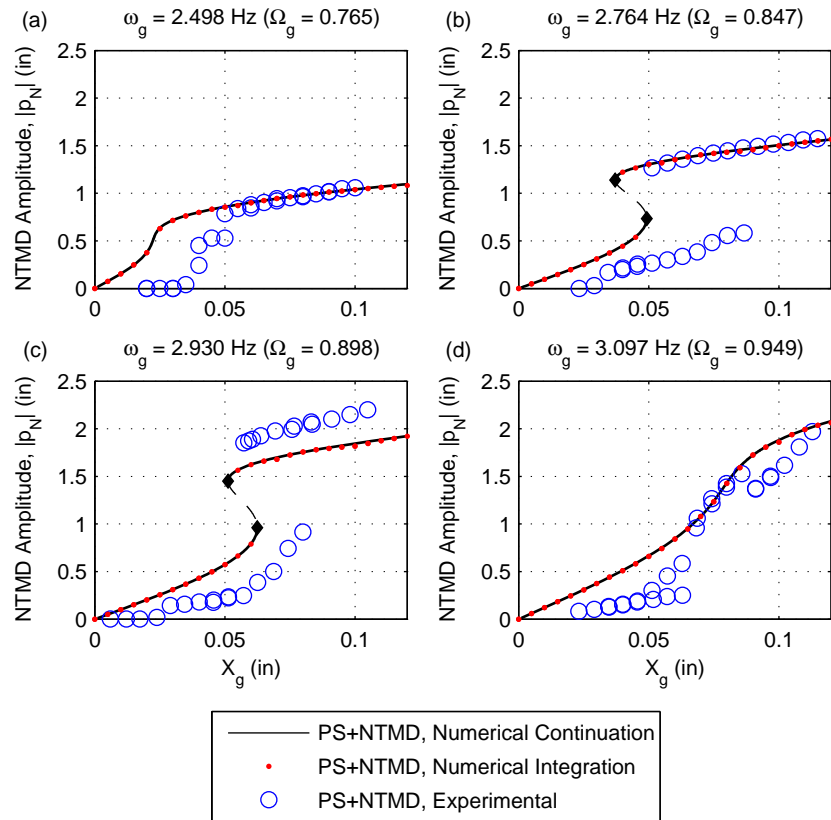 (a) ω_g = 2.498 Hz (Ω_g = 0.765)
NTMD Amplitude, |p_N| (in)
2.5
2
1.5
1
0.5
0
0 0.05 0.1
(b) ω_g = 2.764 Hz (Ω_g = 0.847)
NTMD Amplitude, |p_N| (in)
2.5
2
1.5
1
0.5
0
0 0.05 0.1
(c) ω_g = 2.930 Hz (Ω_g = 0.898)
NTMD Amplitude, |p_N| (in)
2.5
2
1.5
1
0.5
0
0 0.05 0.1
X_g (in)
(d) ω_g = 3.097 Hz (Ω_g = 0.949)
NTMD Amplitude, |p_N| (in)
2.5
2
1.5
1
0.5
0
0 0.05 0.1
X_g (in)
PS+NTMD, Numerical Continuation
PS+NTMD, Numerical Integration
PS+NTMD, Experimental